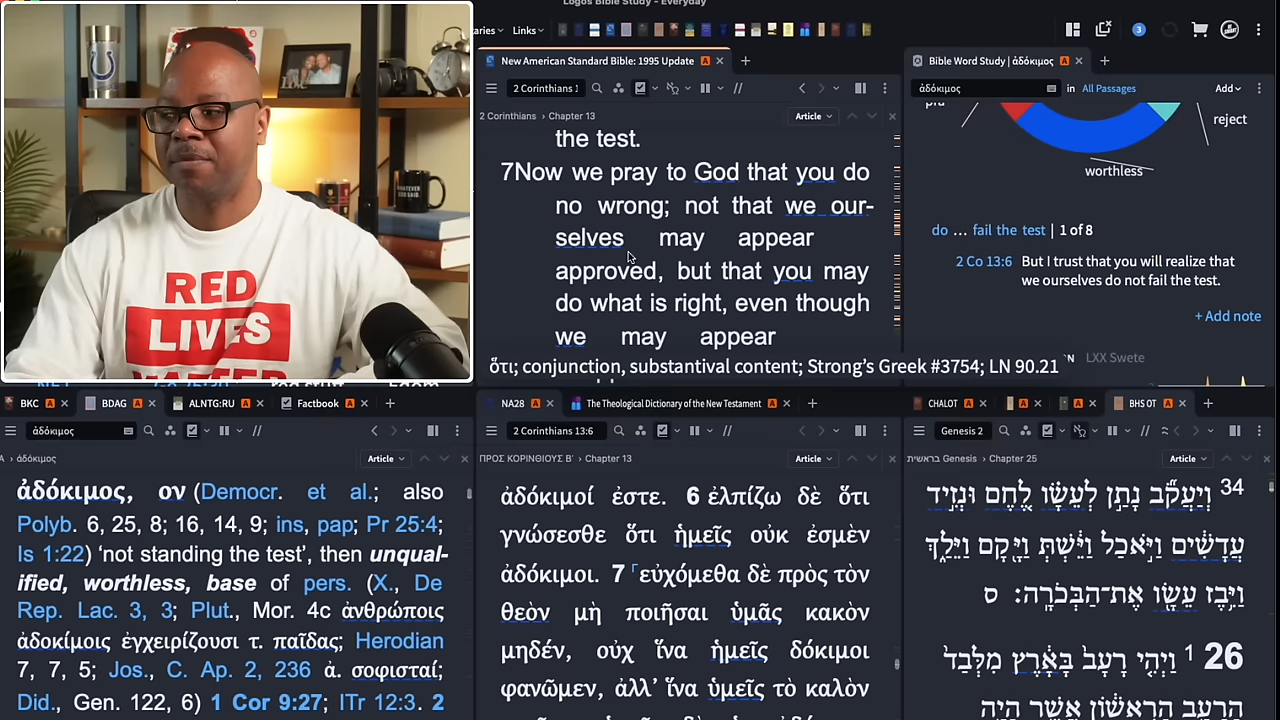 Logos Bible Study - Everyday
aries Links
3
New American Standard Bible: 1995 Update A
2 Corinthians 1
2 Corinthians › Chapter 13
Article
the test.
7Now we pray to God that you do
no wrong; not that we our-
selves may appear
approved, but that you may
do what is right, even though
we may appear
ὅτι; conjunction, substantival content; Strong's Greek #3754; LN 90.21
Bible Word Study | ἀδόκιμος A
ἀδόκιμος in All Passages Add
reject
worthless
do … fail the test | 1 of 8
2 Co 13:6 But I trust that you will realize that
we ourselves do not fail the test.
+ Add note
LXX Swete
LOVE
WHATEVER
GOD SAID.
RED
LIVES
MATTER
BKC A BDAG A ALNTG:RU A Factbook A
ἀδόκιμος
A › ἀδόκιμος
Article
ἀδόκιμος, ον (Democr. et al.; also
Polyb. 6, 25, 8; 16, 14, 9; ins, pap; Pr 25:4;
Is 1:22) ‘not standing the test’, then unqual-
ified, worthless, base of pers. (X., De
Rep. Lac. 3, 3; Plut., Mor. 4c ἀνθρώποις
ἀδοκίμοις ἐγχειρίζουσι τ. παῖδας; Herodian
7, 7, 5; Jos., C. Ap. 2, 236 ἀ. σοφισταί;
Did., Gen. 122, 6) 1 Cor 9:27; ITr 12:3. 2
NA28 A The Theological Dictionary of the New Testament A
2 Corinthians 13:6
ΠΡΟΣ ΚΟΡΙΝΘΙΟΥΣ Β´ › Chapter 13
Article
ἀδόκιμοί ἐστε. 6 ἐλπίζω δὲ ὅτι
γνώσεσθε ὅτι ἡμεῖς οὐκ ἐσμὲν
ἀδόκιμοι. 7 ⸀εὐχόμεθα δὲ πρὸς τὸν
θεὸν μὴ ποιῆσαι ὑμᾶς κακὸν
μηδέν, οὐχ ἵνα ἡμεῖς δόκιμοι
φανῶμεν, ἀλλ’ ἵνα ὑμεῖς τὸ καλὸν
CHALOT A A A BHS OT A
Genesis 2
בראשית Genesis › Chapter 25
Article
34 וְיַעֲקֹ֞ב נָתַ֣ן לְעֵשָׂ֗ו לֶ֚חֶם וּנְזִ֣יד
עֲדָשִׁ֔ים וַיֹּ֣אכַל וַיֵּ֔שְׁתְּ וַיָּ֖קָם וַיֵּלַ֑ךְ
וַיִּ֥בֶז עֵשָׂ֖ו אֶת־הַבְּכֹרָֽה׃ ס
26 1 וַיְהִ֤י רָעָב֙ בָּאָ֔רֶץ מִלְּבַד֙
הָרָעָ֣ב הָרִאשׁ֔וֹן אֲשֶׁ֥ר הָיָ֖ה